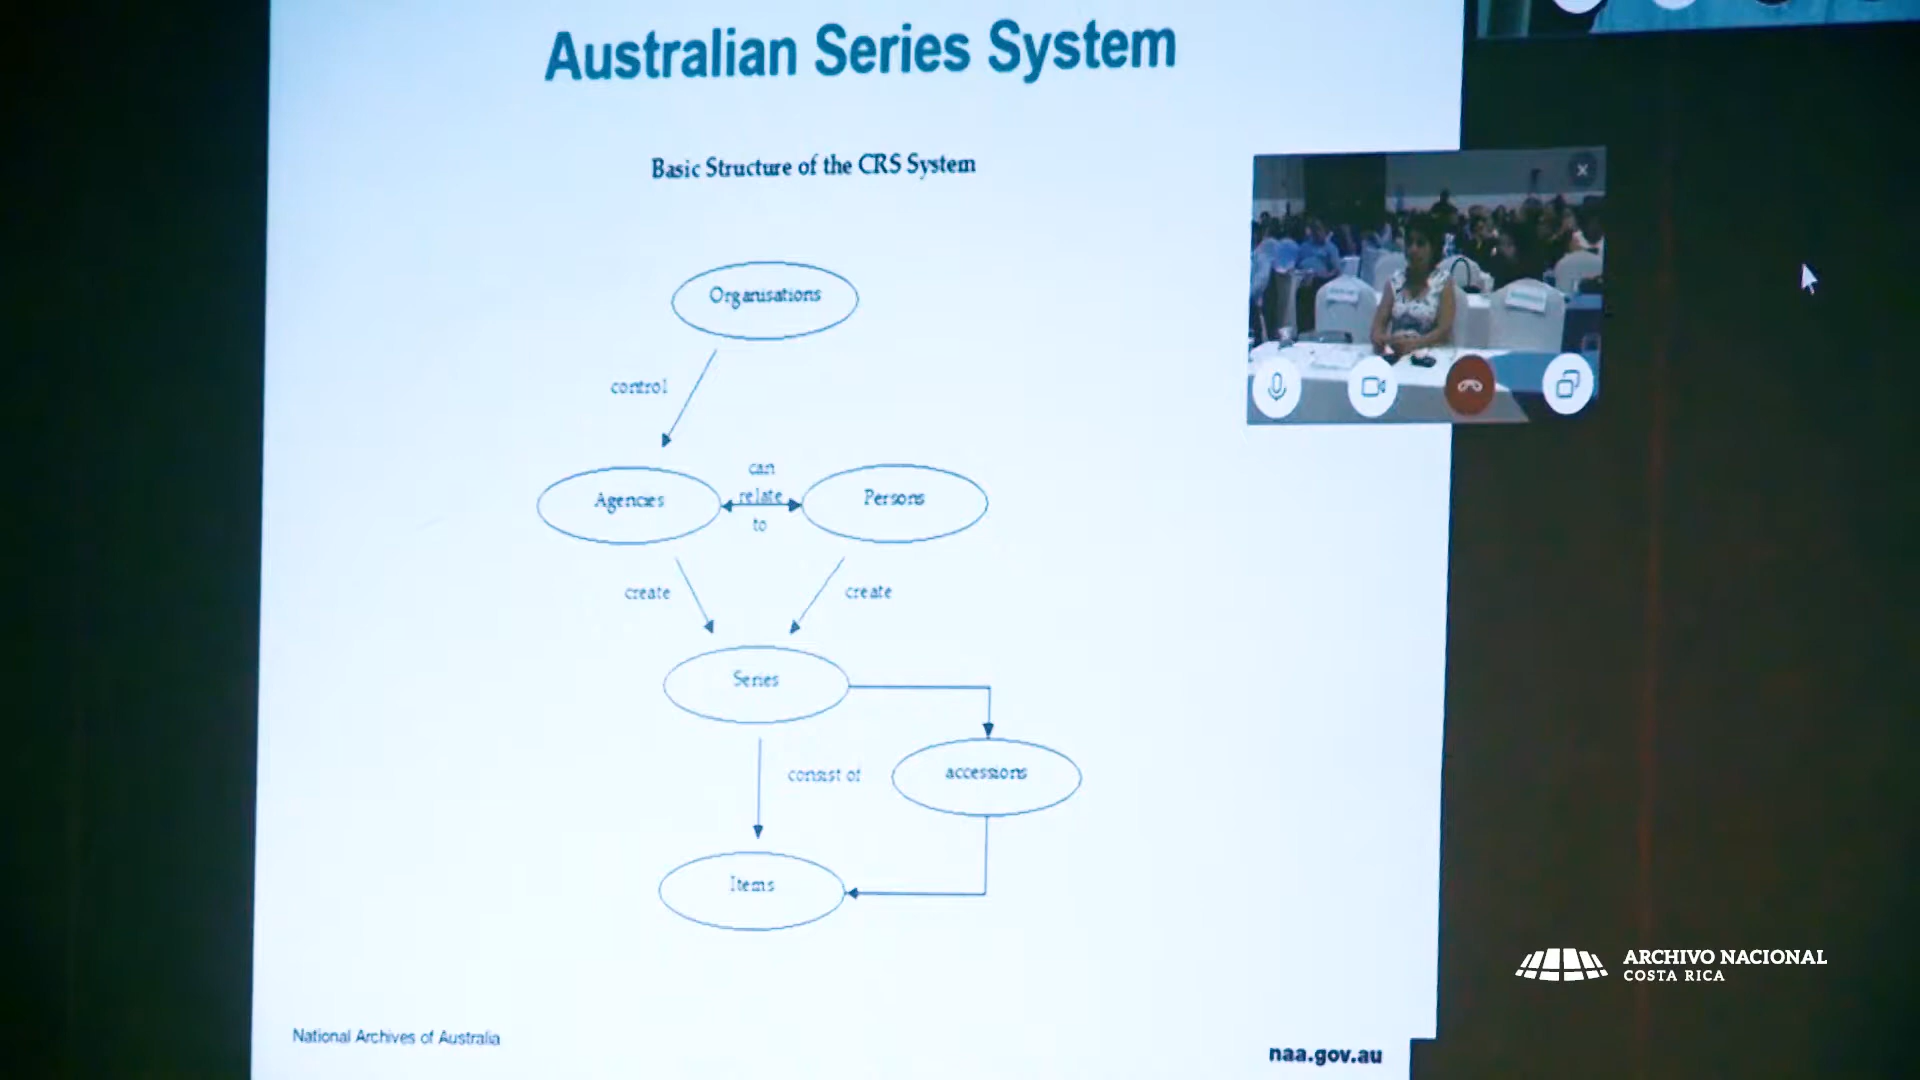 Australian Series System
Basic Structure of the CRS System
Organisations
control
Agencies
can
relate
to
Persons
create
create
Series
consist of
accessions
Items
National Archives of Australia
naa.gov.au
ARCHIVO NACIONAL
COSTA RICA